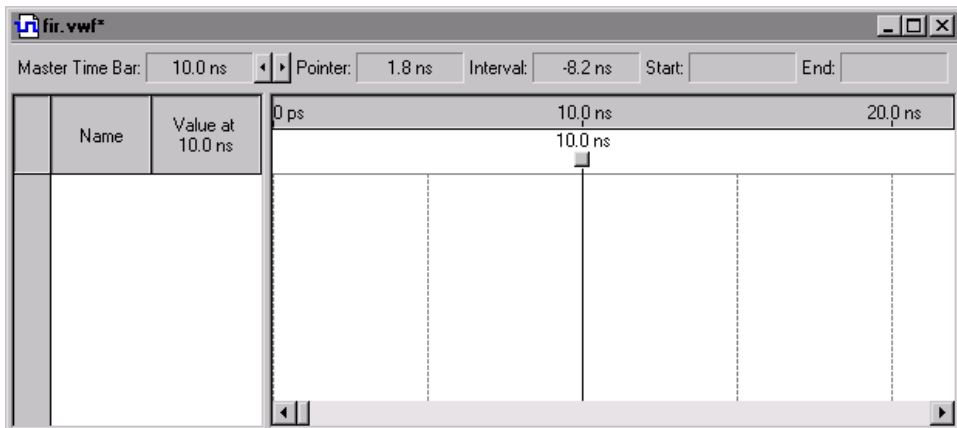 fir.vwf*
Master Time Bar: 10.0 ns Pointer: 1.8 ns Interval: -8.2 ns Start: End:
Name
Value at
10.0 ns
0 ps 10.0 ns 20.0 ns
10.0 ns